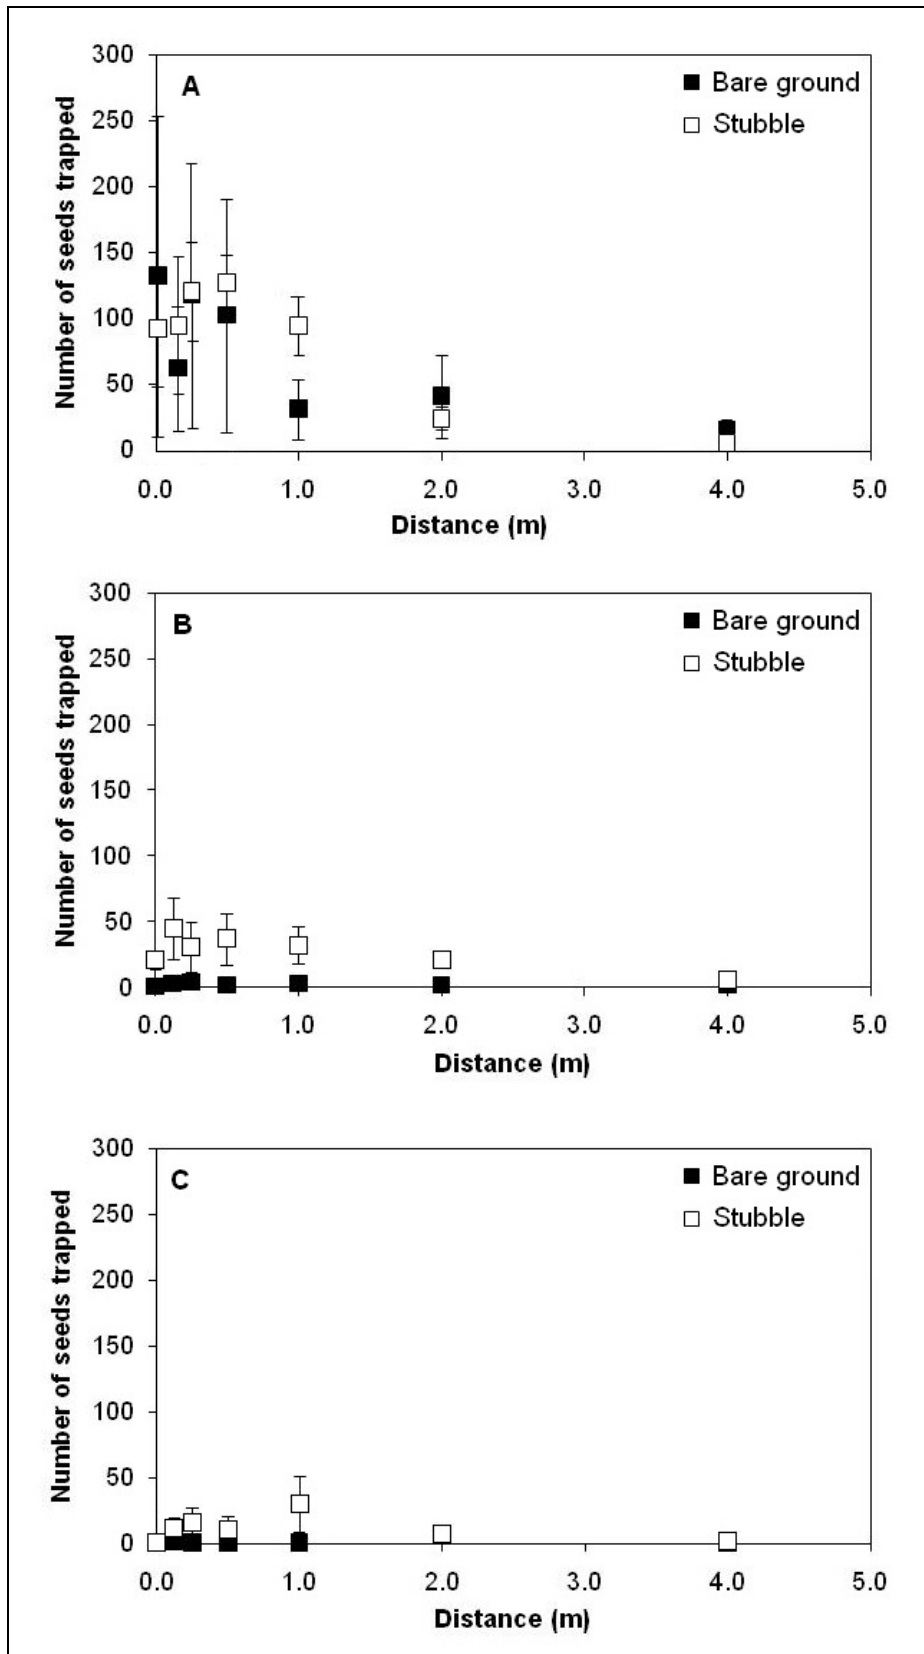 300
A
Bare ground
250
Stubble
200
150
100
50
0
Number of seeds trapped
0.0 1.0 2.0 3.0 4.0 5.0
Distance (m)
300
B
Bare ground
250
Stubble
200
150
100
50
0
Number of seeds trapped
0.0 1.0 2.0 3.0 4.0 5.0
Distance (m)
300
C
Bare ground
250
Stubble
200
150
100
50
0
Number of seeds trapped
0.0 1.0 2.0 3.0 4.0 5.0
Distance (m)